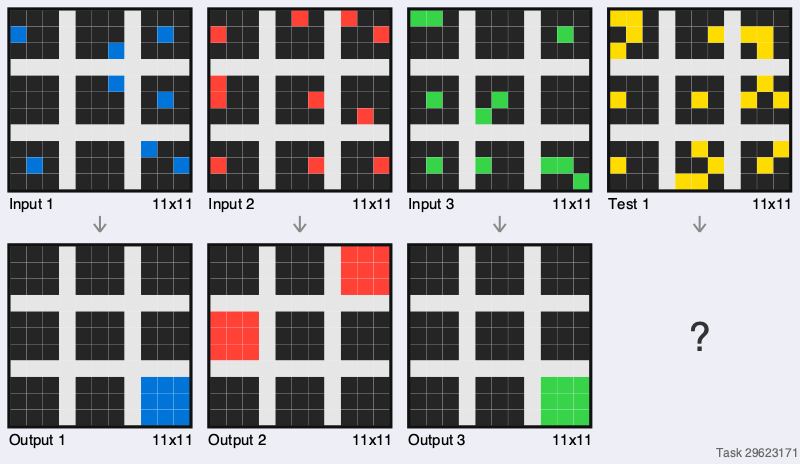 Input 1 11x11 Input 2 11x11 Input 3 11x11 Test 1 11x11
?
Output 1 11x11 Output 2 11x11 Output 3 11x11
Task 29623171